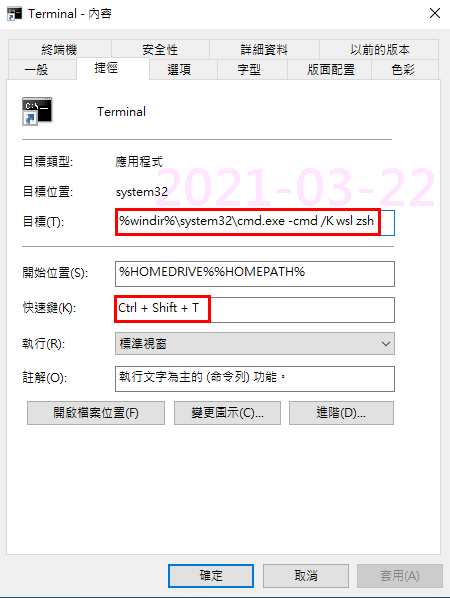 Terminal - 內容
終端機 安全性 詳細資料 以前的版本
一般 捷徑 選項 字型 版面配置 色彩
C:\
Terminal
目標類型: 應用程式
目標位置: system32
2021-03-22
目標(T): %windir%\system32\cmd.exe -cmd /K wsl zsh
開始位置(S): %HOMEDRIVE%%HOMEPATH%
快速鍵(K): Ctrl + Shift + T
執行(R): 標準視窗
註解(O): 執行文字為主的 (命令列) 功能。
開啟檔案位置(F) 變更圖示(C)... 進階(D)...
確定 取消 套用(A)